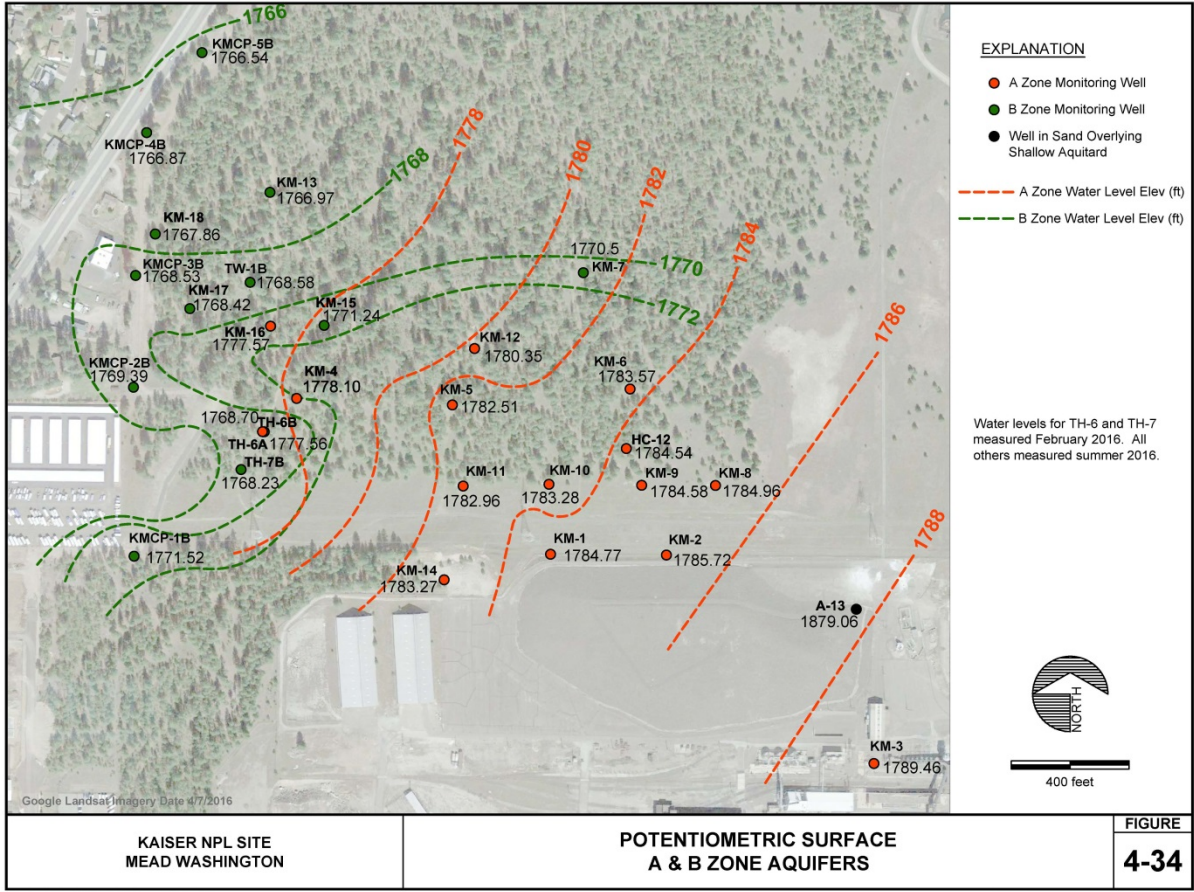 1766
KMCP-5B
1766.54
KMCP-4B
1766.87
1778
1768
1780
1782
1784
1786
1788
KM-13
1766.97
KM-18
1767.86
KMCP-3B
1768.53
TW-1B
1768.58
KM-17
1768.42
KM-15
1771.24
1770.5
KM-7
1770
1772
KM-16
1777.57
KM-12
1780.35
KMCP-2B
1769.39
KM-4
1778.10
KM-5
1782.51
KM-6
1783.57
1768.70
TH-6B
TH-6A
1777.56
TH-7B
1768.23
HC-12
1784.54
KM-11
1782.96
KM-10
1783.28
KM-9
1784.58
KM-8
1784.96
KMCP-1B
1771.52
KM-1
1784.77
KM-2
1785.72
KM-14
1783.27
A-13
1879.06
KM-3
1789.46
Google Landsat Imagery Date 4/7/2016
EXPLANATION
A Zone Monitoring Well
B Zone Monitoring Well
Well in Sand Overlying
Shallow Aquitard
A Zone Water Level Elev (ft)
B Zone Water Level Elev (ft)
Water levels for TH-6 and TH-7
measured February 2016. All
others measured summer 2016.
NORTH
400 feet
KAISER NPL SITE
MEAD WASHINGTON
POTENTIOMETRIC SURFACE
A & B ZONE AQUIFERS
FIGURE
4-34